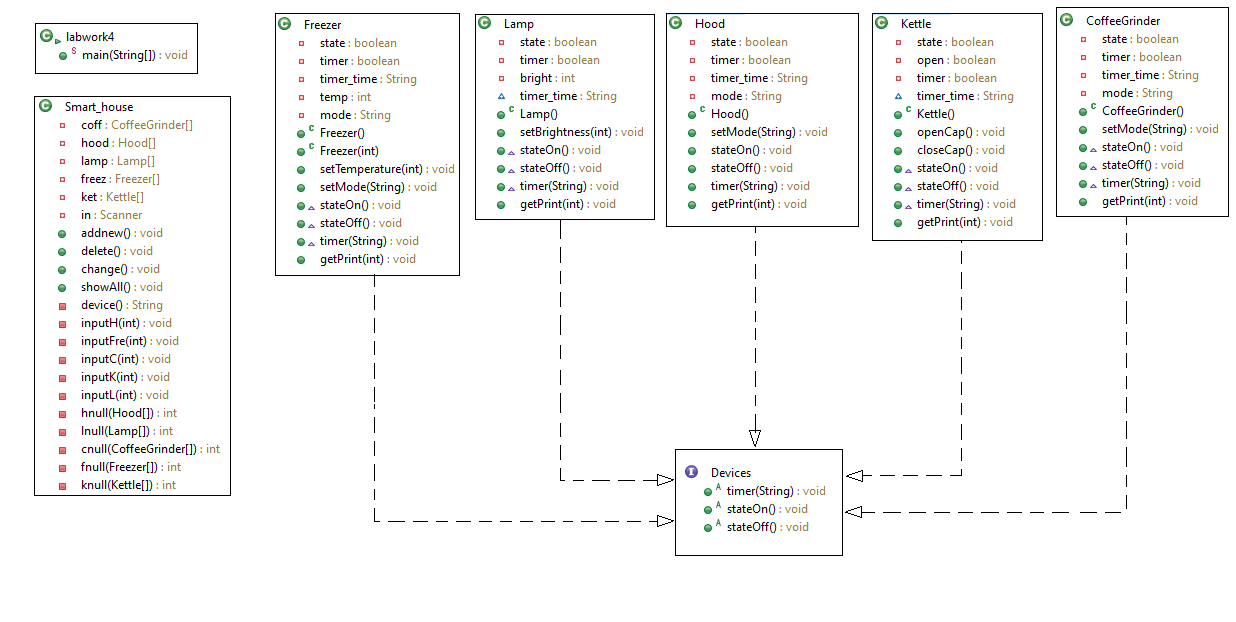 labwork4
S main(String[]) : void
Smart_house
coff : CoffeeGrinder[]
hood : Hood[]
lamp : Lamp[]
freez : Freezer[]
ket : Kettle[]
in : Scanner
addnew() : void
delete() : void
change() : void
showAll() : void
device() : String
inputH(int) : void
inputFre(int) : void
inputC(int) : void
inputK(int) : void
inputL(int) : void
hnull(Hood[]) : int
lnull(Lamp[]) : int
cnull(CoffeeGrinder[]) : int
fnull(Freezer[]) : int
knull(Kettle[]) : int
Freezer
state : boolean
timer : boolean
timer_time : String
temp : int
mode : String
C Freezer()
C Freezer(int)
setTemperature(int) : void
setMode(String) : void
stateOn() : void
stateOff() : void
timer(String) : void
getPrint(int) : void
Lamp
state : boolean
timer : boolean
bright : int
timer_time : String
C Lamp()
setBrightness(int) : void
stateOn() : void
stateOff() : void
timer(String) : void
getPrint(int) : void
Hood
state : boolean
timer : boolean
timer_time : String
mode : String
C Hood()
setMode(String) : void
stateOn() : void
stateOff() : void
timer(String) : void
getPrint(int) : void
Kettle
state : boolean
open : boolean
timer : boolean
timer_time : String
C Kettle()
openCap() : void
closeCap() : void
stateOn() : void
stateOff() : void
timer(String) : void
getPrint(int) : void
CoffeeGrinder
state : boolean
timer : boolean
timer_time : String
mode : String
C CoffeeGrinder()
setMode(String) : void
stateOn() : void
stateOff() : void
timer(String) : void
getPrint(int) : void
Devices
A timer(String) : void
A stateOn() : void
A stateOff() : void